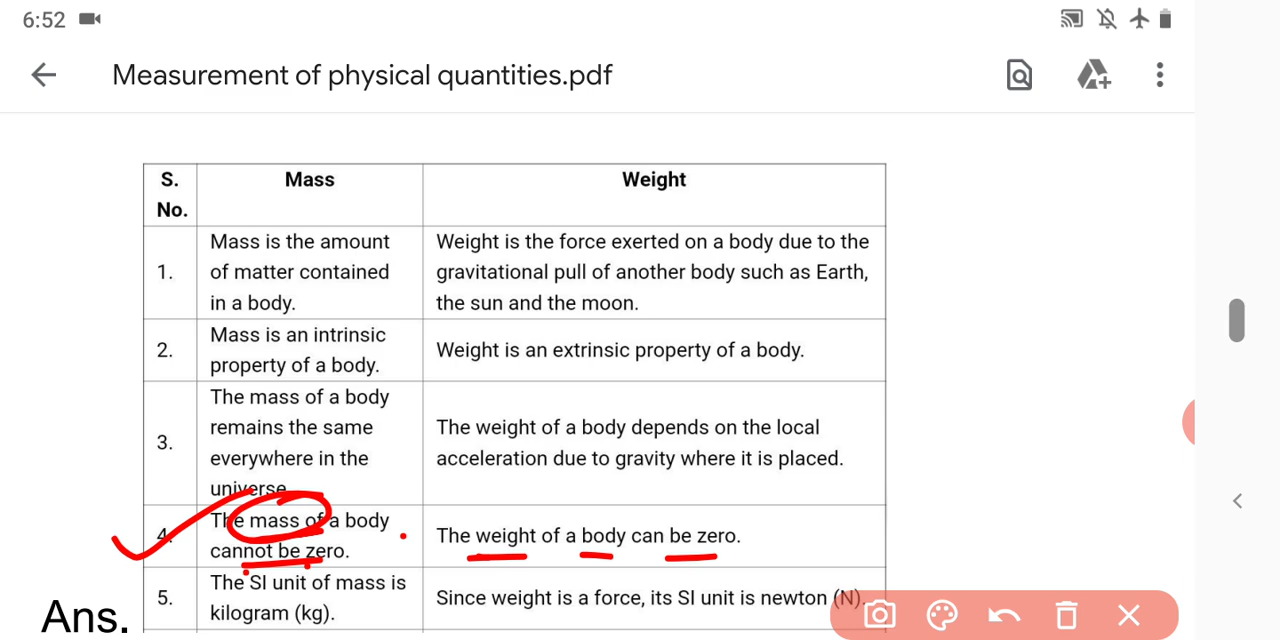 6:52
Measurement of physical quantities.pdf
S.
No.
Mass
Weight
1.
Mass is the amount
of matter contained
in a body.
Weight is the force exerted on a body due to the
gravitational pull of another body such as Earth,
the sun and the moon.
2.
Mass is an intrinsic
property of a body.
Weight is an extrinsic property of a body.
3.
The mass of a body
remains the same
everywhere in the
universe.
The weight of a body depends on the local
acceleration due to gravity where it is placed.
4.
The mass of a body
cannot be zero.
The weight of a body can be zero.
5.
The SI unit of mass is
kilogram (kg).
Since weight is a force, its SI unit is newton (N).
Ans.